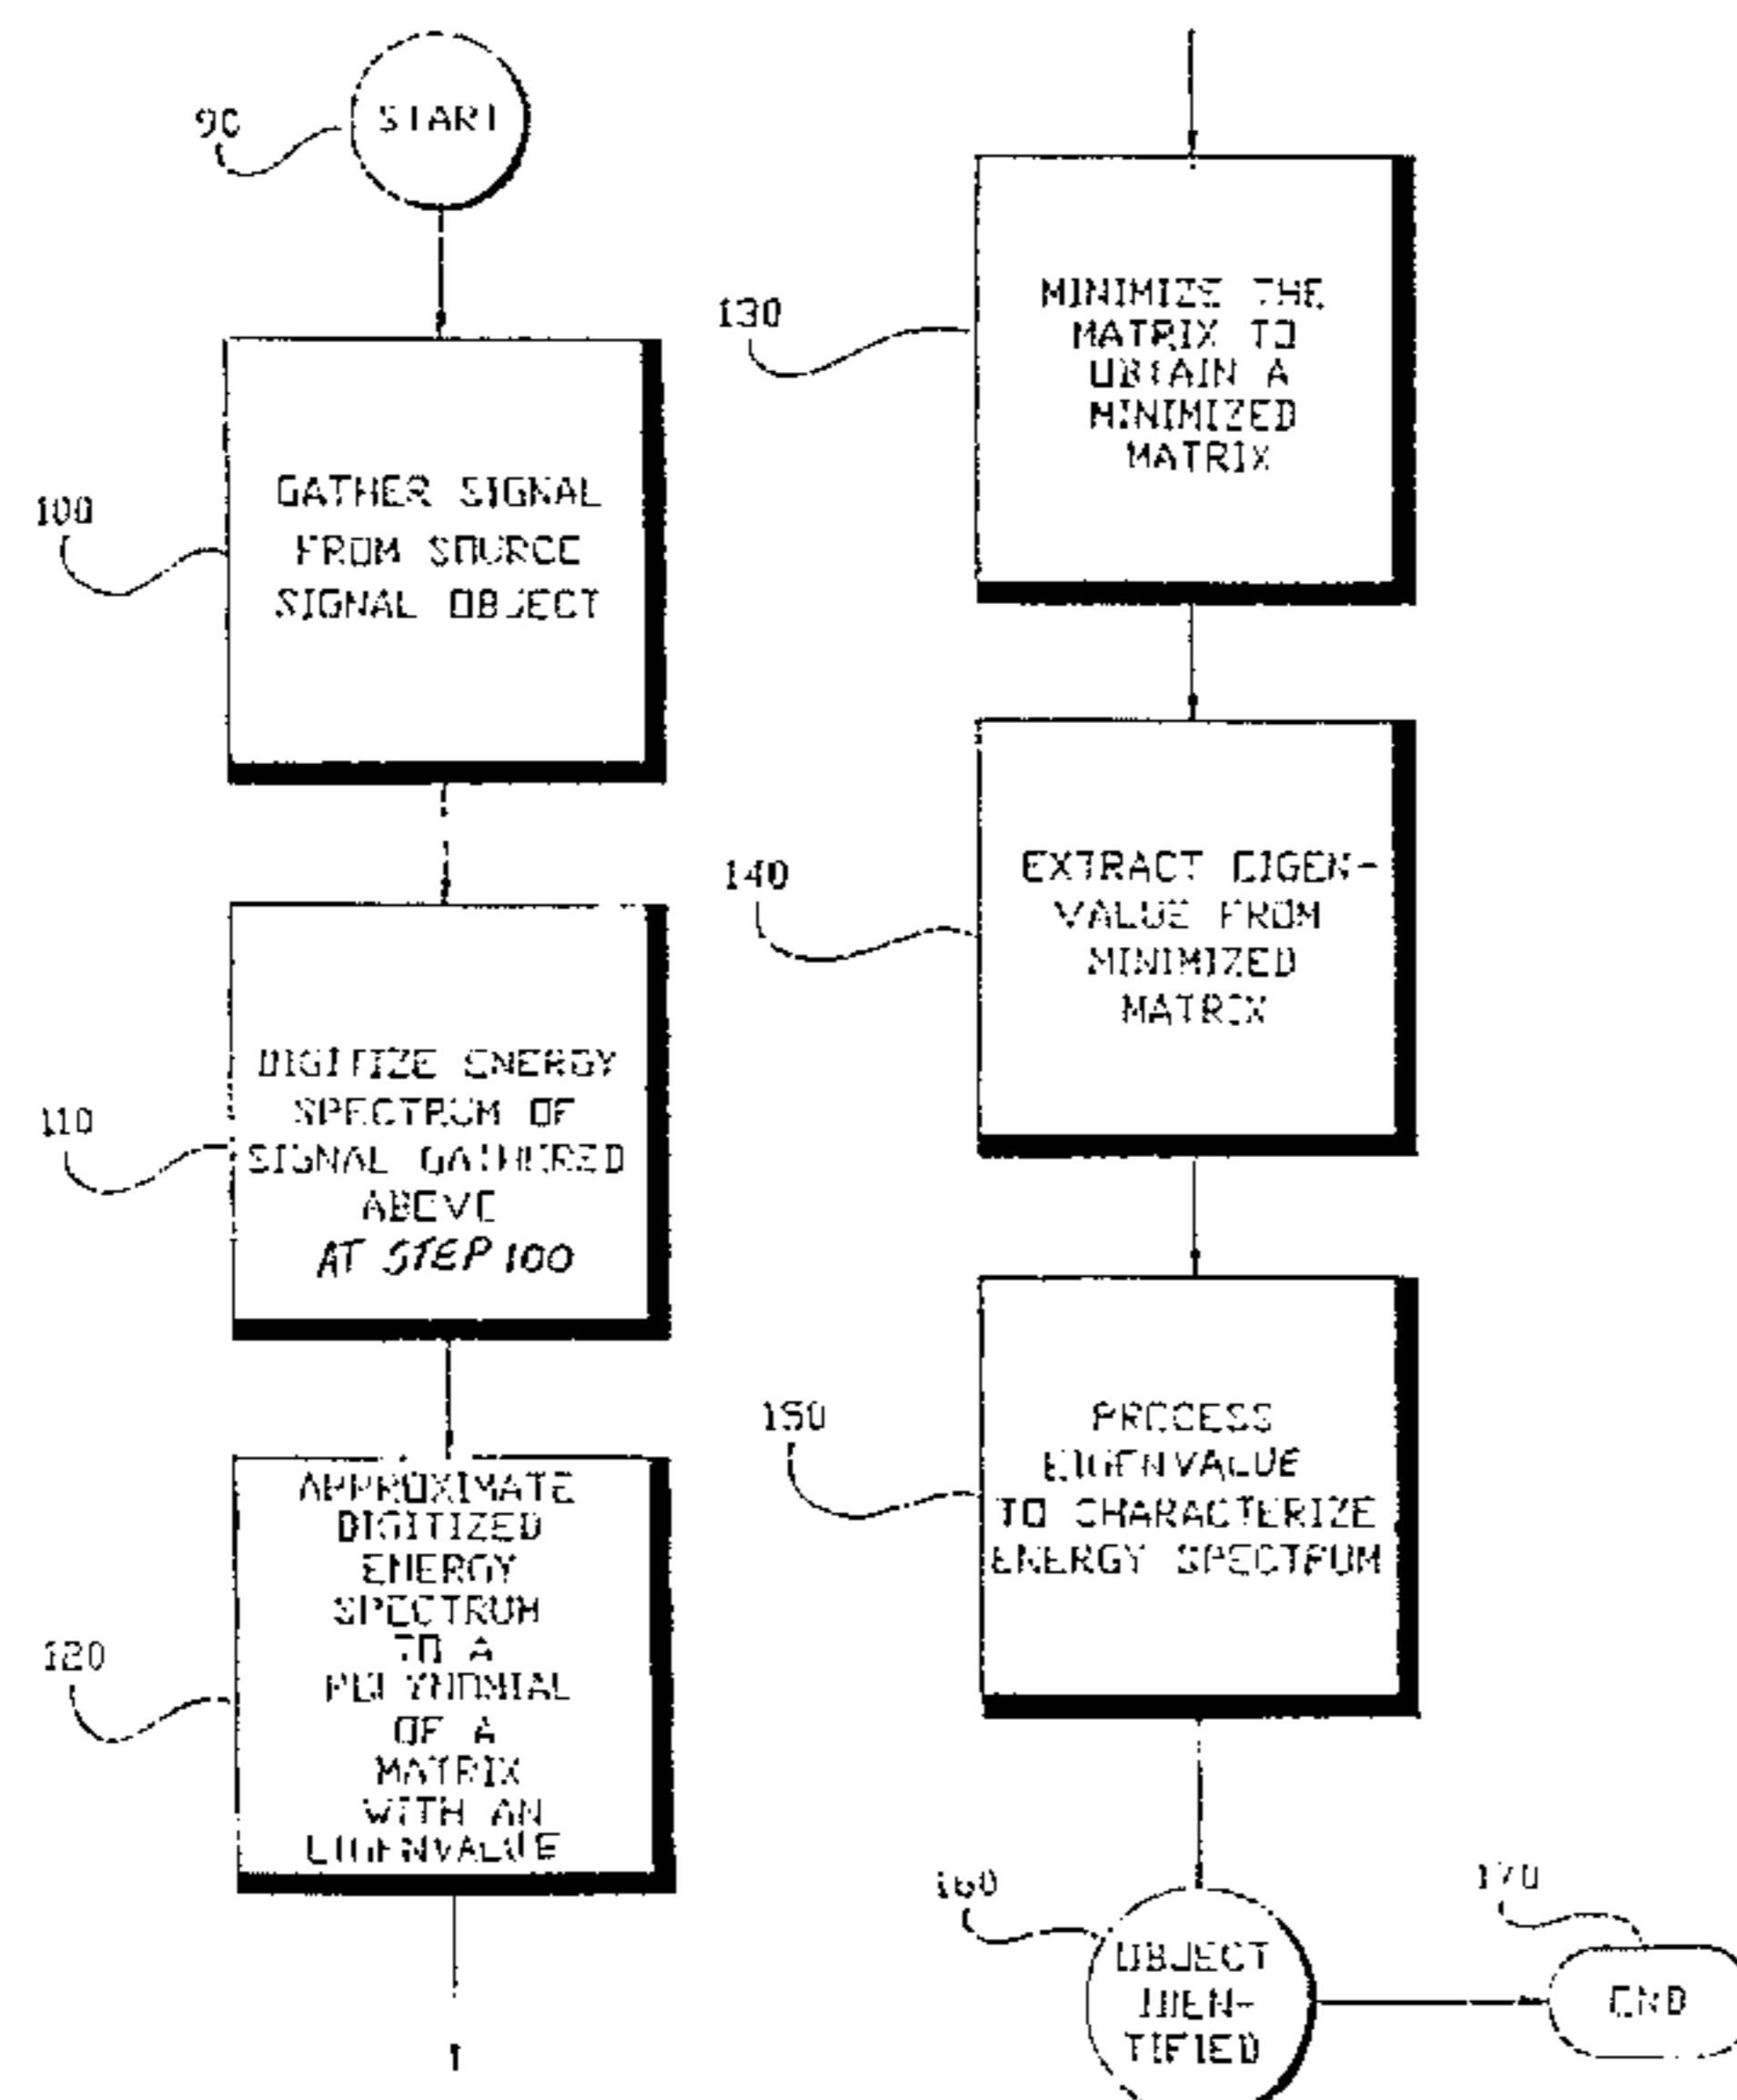 90
START
100
GATHER SIGNAL
FROM SOURCE
SIGNAL OBJECT
110
DIGITIZE ENERGY
SPECTRUM OF
SIGNAL GATHERED
ABOVE
AT STEP 100
120
APPROXIMATE
DIGITIZED
ENERGY
SPECTRUM
TO A
POLYNOMIAL
OF A
MATRIX
WITH AN
EIGENVALUE
130
MINIMIZE THE
MATRIX TO
OBTAIN A
MINIMIZED
MATRIX
140
EXTRACT EIGEN-
VALUE FROM
MINIMIZED
MATRIX
150
PROCESS
EIGENVALUE
TO CHARACTERIZE
ENERGY SPECTRUM
160
OBJECT
IDEN-
TIFIED
170
END